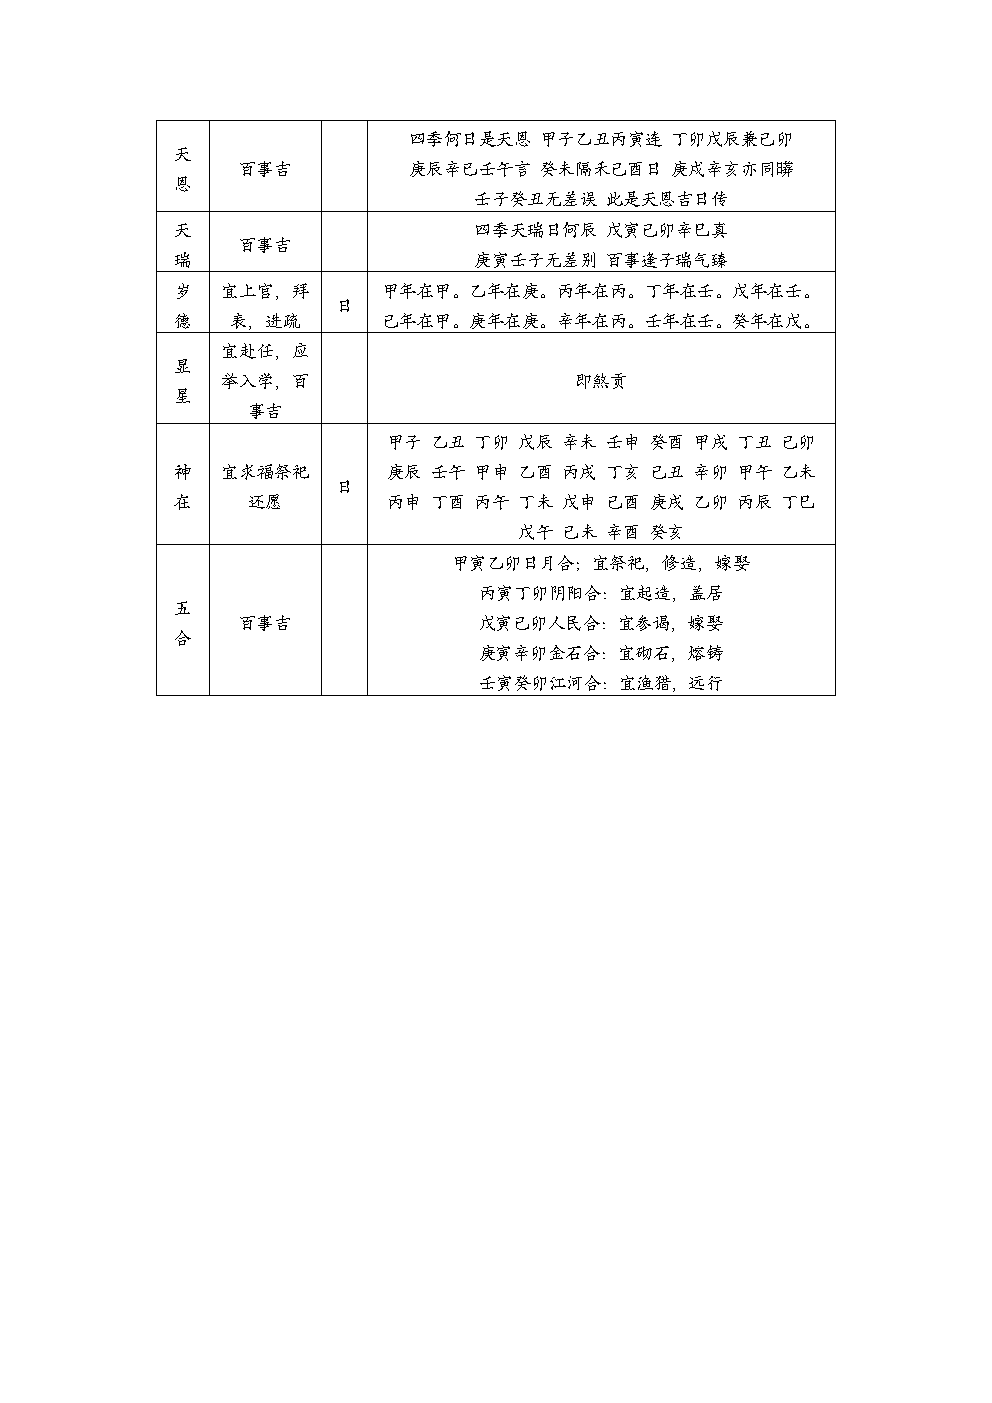 天恩
百事吉
四季何日是天恩 甲子乙丑丙寅连 丁卯戊辰兼己卯
庚辰辛巳壬午言 癸未隔禾己酉日 庚戌辛亥亦同
壬子癸丑无差误 此是天恩吉日传
天瑞
百事吉
四季天瑞日何辰 戊寅己卯辛巳真
庚寅壬子无差别 百事逢子瑞气臻
岁德
宜上官，拜
表，进疏
日
甲年在甲。乙年在庚。丙年在丙。丁年在壬。戊年在壬。
己年在甲。庚年在庚。辛年在丙。壬年在壬。癸年在戊。
显星
宜赴任，应
举入学，百
事吉
即煞贡
神在
宜求福祭祀
还愿
日
甲子 乙丑 丁卯 戊辰 辛未 壬申 癸酉 甲戌 丁丑 己卯
庚辰 壬午 甲申 乙酉 丙戌 丁亥 己丑 辛卯 甲午 乙未
丙申 丁酉 丙午 丁未 戊申 己酉 庚戌 乙卯 丙辰 丁巳
戊午 己未 辛酉 癸亥
五合
百事吉
甲寅乙卯日月合；宜祭祀，修造，嫁娶
丙寅丁卯阴阳合：宜起造，盖居
戊寅己卯人民合：宜参谒，嫁娶
庚寅辛卯金石合：宜砌石，熔铸
壬寅癸卯江河合：宜渔猎，远行